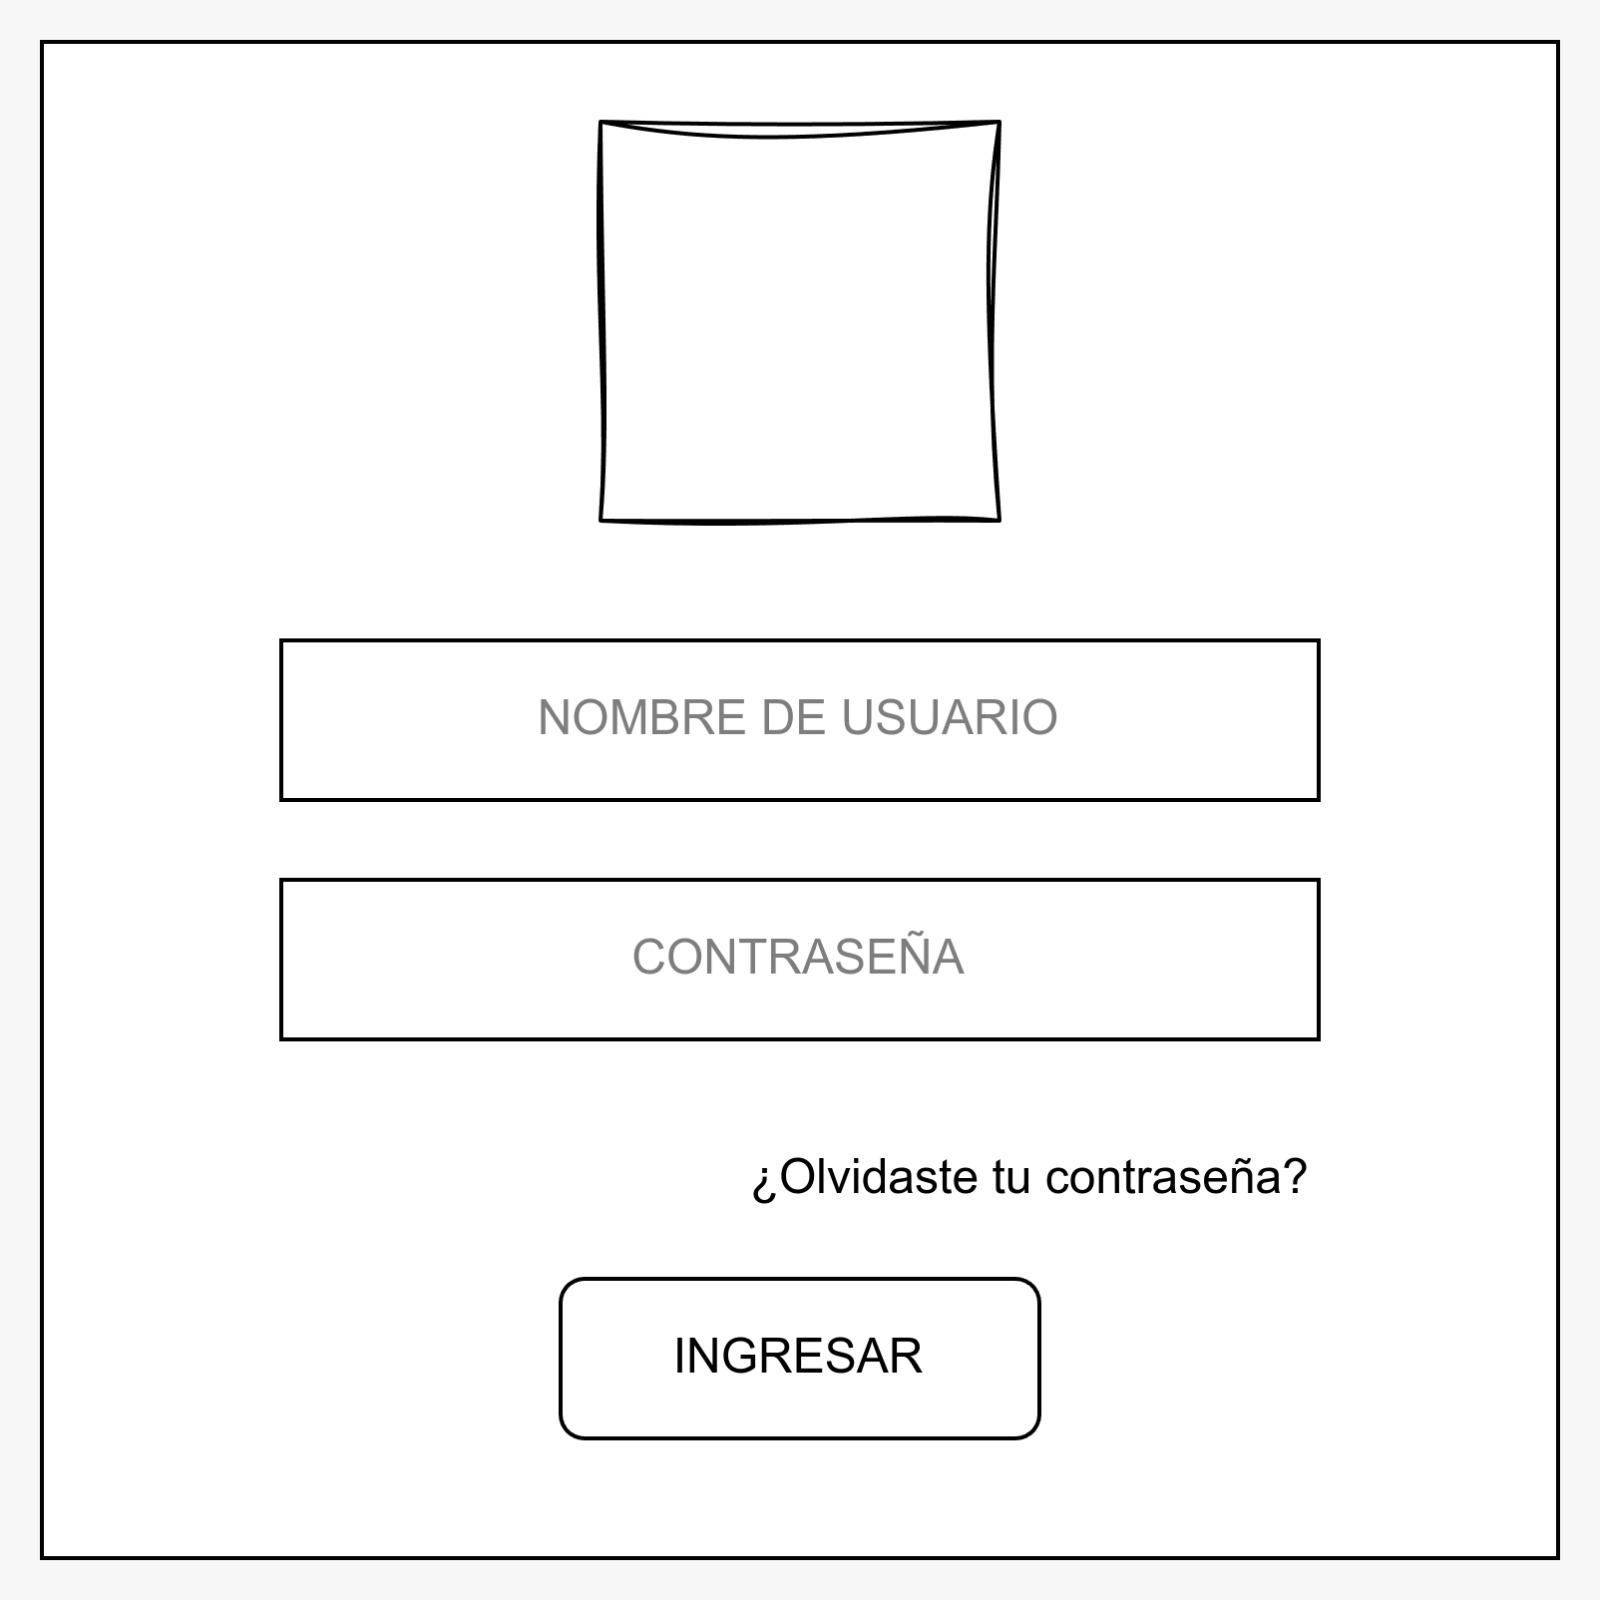 NOMBRE DE USUARIO
CONTRASEÑA
¿Olvidaste tu contraseña?
INGRESAR